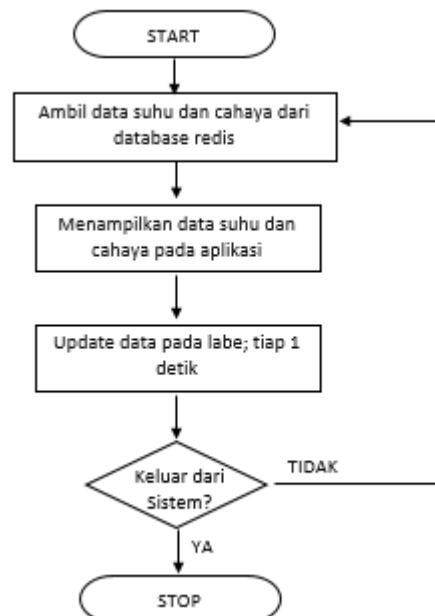 START
Ambil data suhu dan cahaya dari
database redis
Menampilkan data suhu dan
cahaya pada aplikasi
Update data pada labe; tiap 1
detik
Keluar dari
Sistem?
TIDAK
YA
STOP